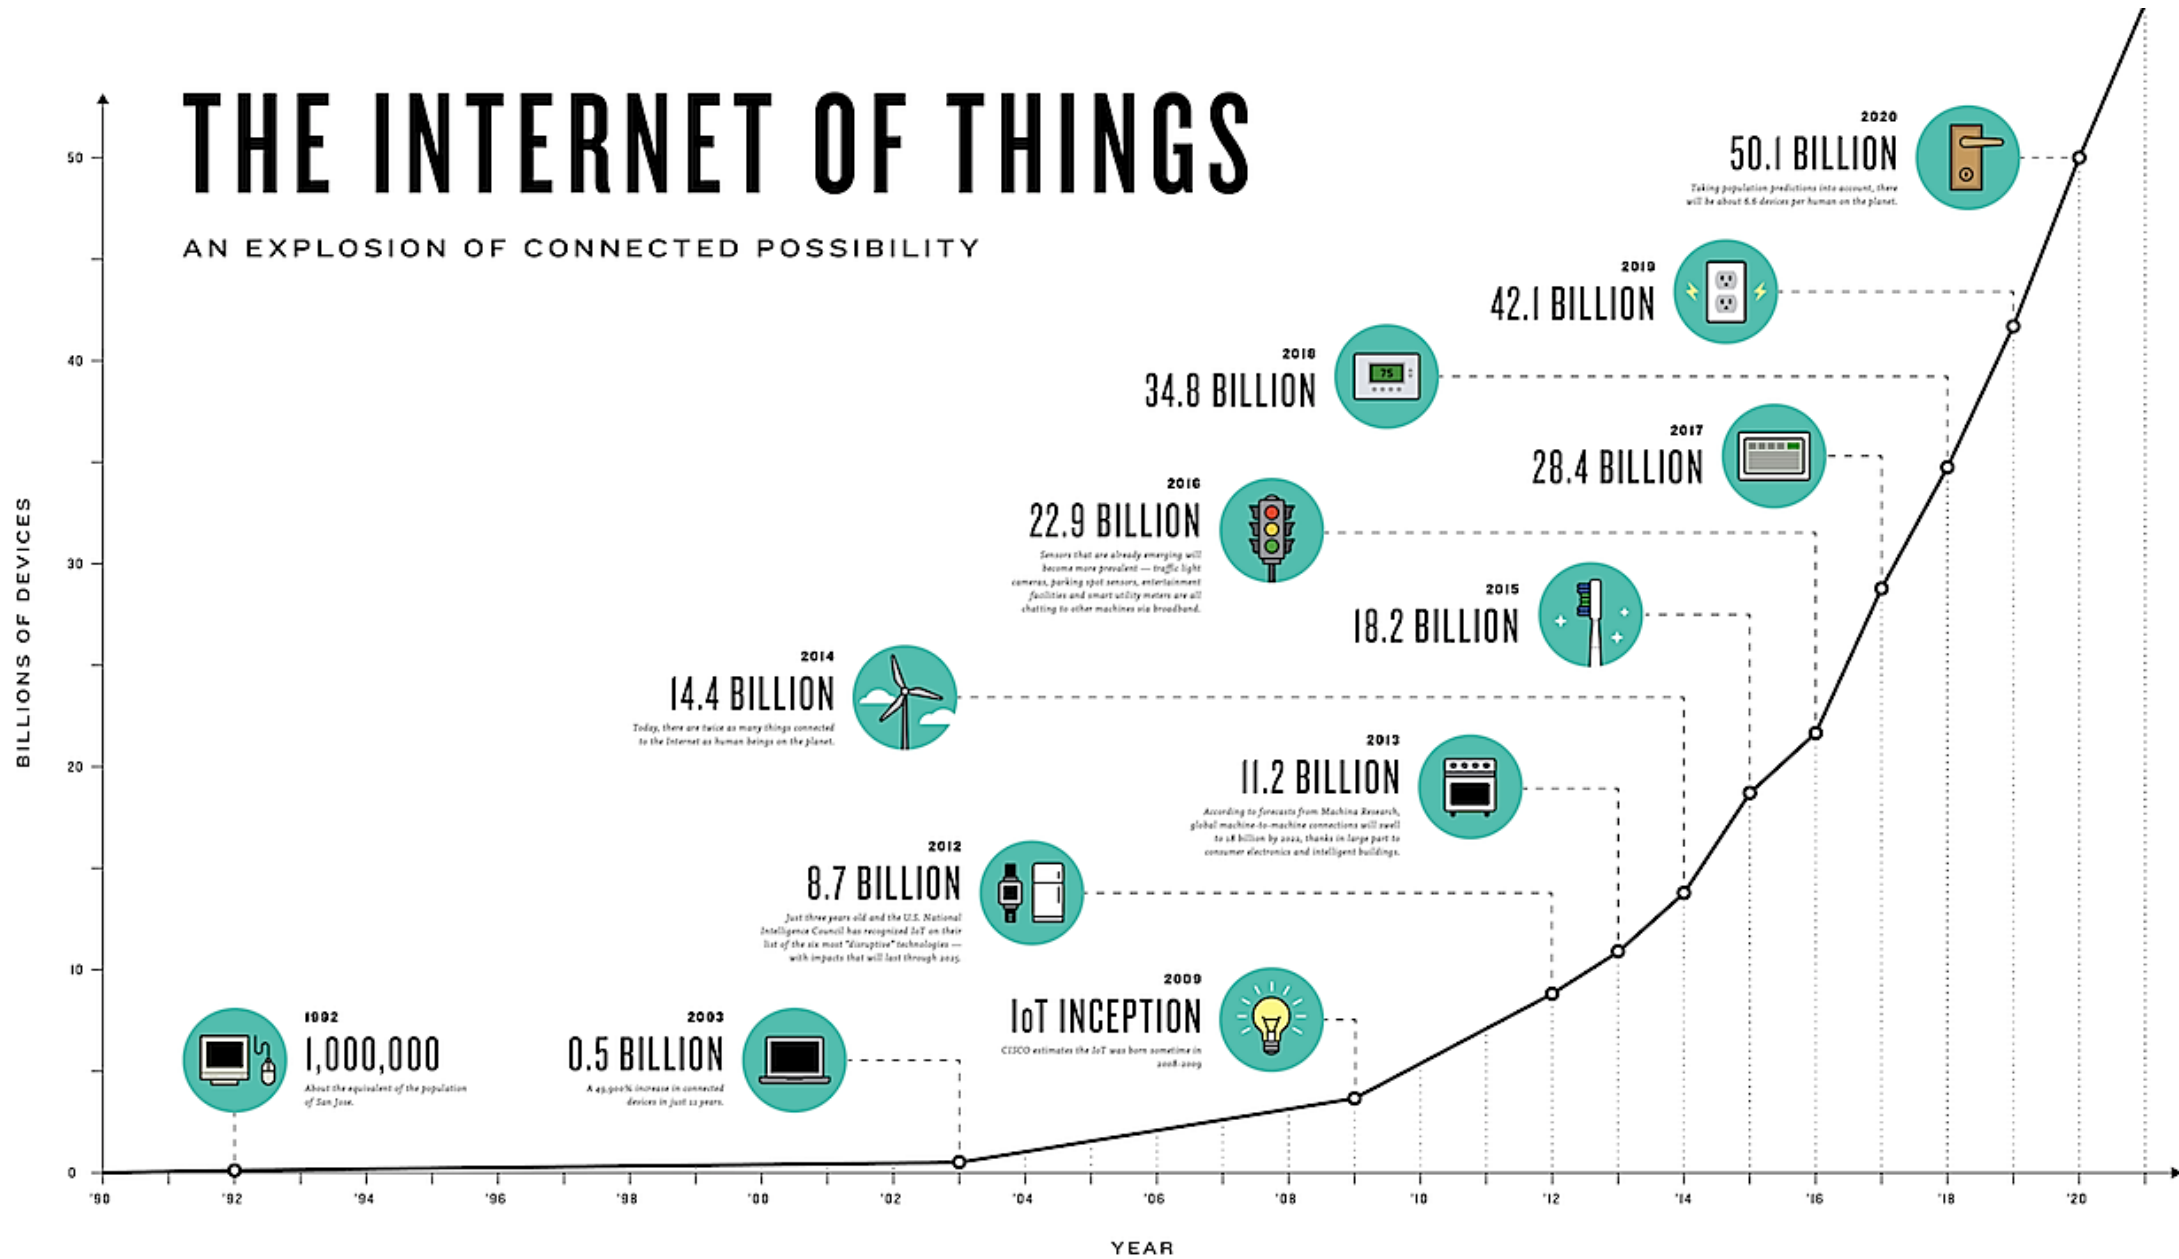 THE INTERNET OF THINGS
AN EXPLOSION OF CONNECTED POSSIBILITY
BILLIONS OF DEVICES
50
40
30
20
10
0
2020
50.1 BILLION
Taking population predictions into account, there
will be about 6.6 devices per human on the planet.
2019
42.1 BILLION
2018
34.8 BILLION
75
2017
28.4 BILLION
2016
22.9 BILLION
Sensors that are already emerging will
become more prevalent — traffic light
cameras, parking spot sensors, entertainment
facilities and smart utility meters are all
chatting to other machines via broadband.
2015
18.2 BILLION
2014
14.4 BILLION
Today, there are twice as many things connected
to the Internet as human beings on the planet.
2013
11.2 BILLION
According to forecasts from Machina Research,
global machine-to-machine connections will swell
to 18 billion by 2022, thanks in large part to
consumer electronics and intelligent buildings.
2012
8.7 BILLION
Just three years old and the U.S. National
Intelligence Council has recognized IoT on their
list of the six most "disruptive" technologies —
with impacts that will last through 2025.
2009
IoT INCEPTION
CISCO estimates the IoT was born sometime in
2008-2009
2003
0.5 BILLION
A 49,900% increase in connected
devices in just 11 years.
1992
1,000,000
About the equivalent of the population
of San Jose.
'90 '92 '94 '96 '98 '00 '02 '04 '06 '08 '10 '12 '14 '16 '18 '20
YEAR